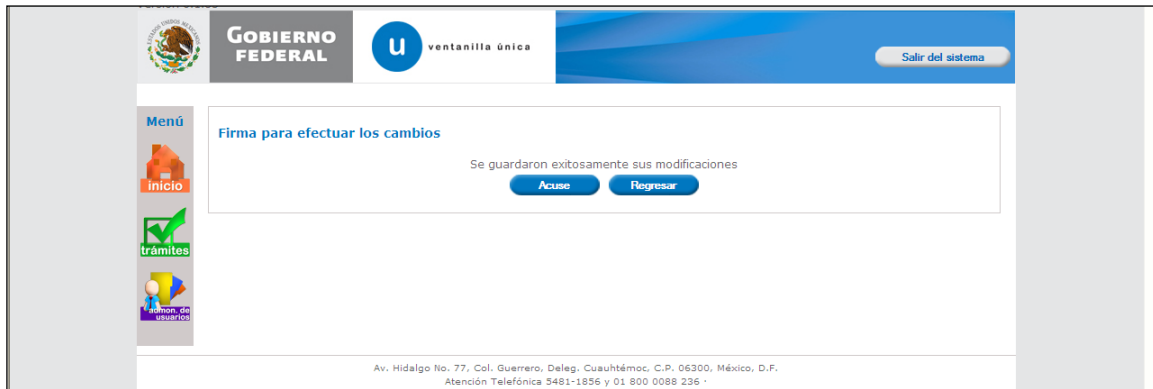 GOBIERNO
FEDERAL
u ventanilla única
Salir del sistema
Menú
inicio
trámites
admon. de
usuarios
Firma para efectuar los cambios
Se guardaron exitosamente sus modificaciones
Acuse Regresar
Av. Hidalgo No. 77, Col. Guerrero, Deleg. Cuauhtémoc, C.P. 06300, México, D.F.
Atención Telefónica 5481-1856 y 01 800 0088 236 ·